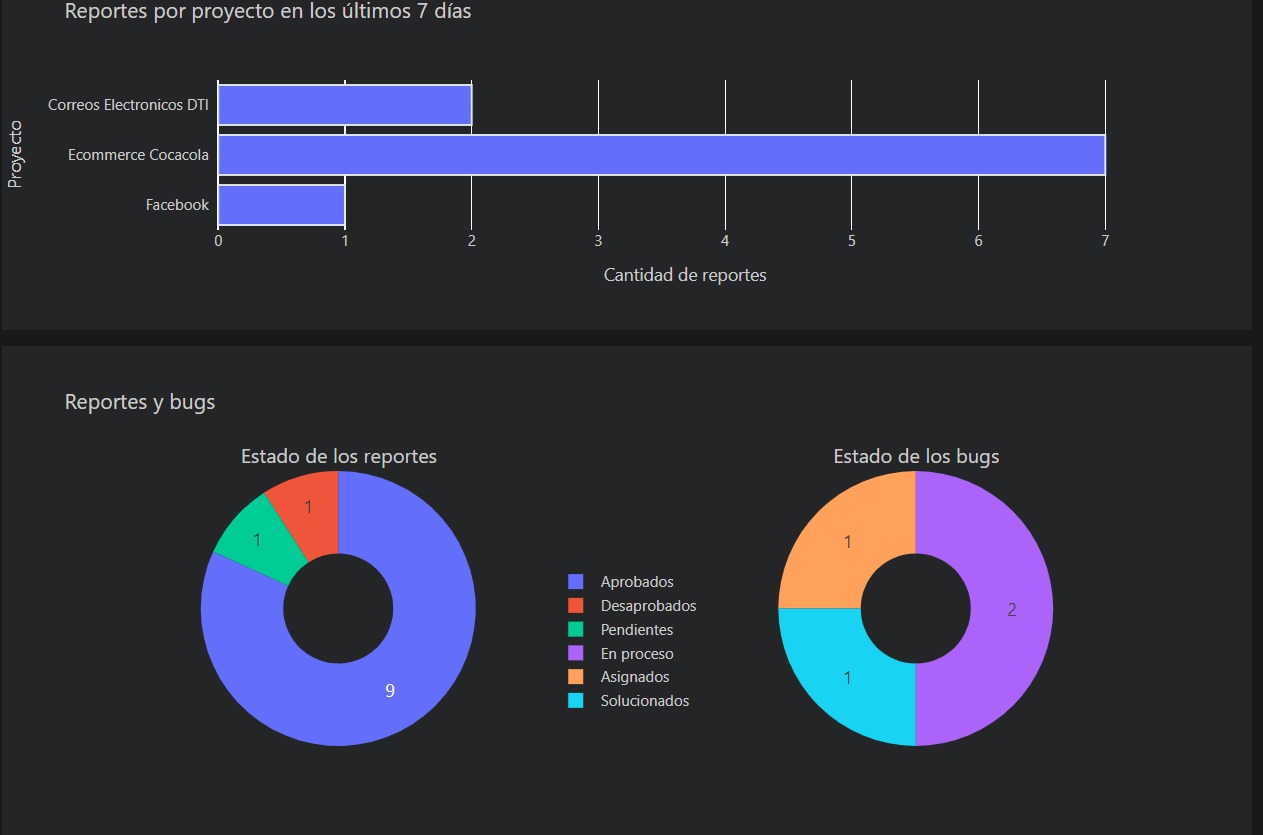 Reportes por proyecto en los últimos 7 días
Proyecto
Correos Electronicos DTI
Ecommerce Cocacola
Facebook
0 1 2 3 4 5 6 7
Cantidad de reportes
Reportes y bugs
Estado de los reportes
1
1
9
Aprobados
Desaprobados
Pendientes
En proceso
Asignados
Solucionados
Estado de los bugs
1
2
1